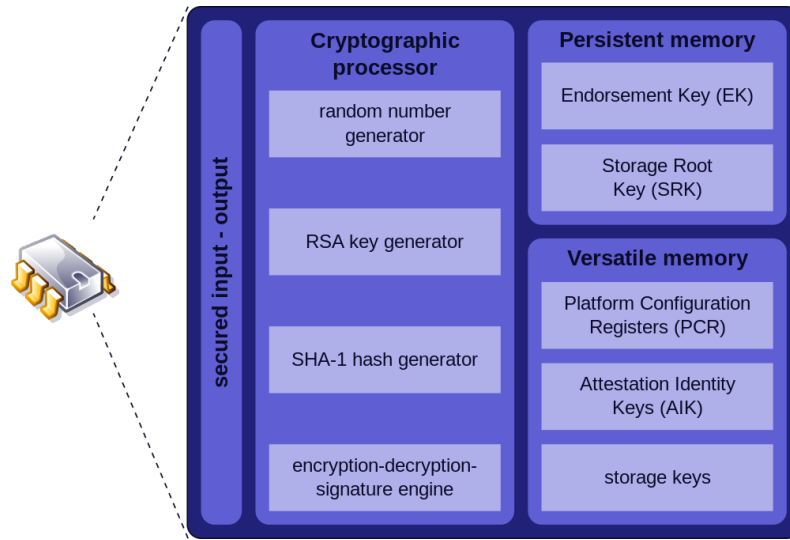 secured input - output
Cryptographic
processor
random number
generator
RSA key generator
SHA-1 hash generator
encryption-decryption-
signature engine
Persistent memory
Endorsement Key (EK)
Storage Root
Key (SRK)
Versatile memory
Platform Configuration
Registers (PCR)
Attestation Identity
Keys (AIK)
storage keys